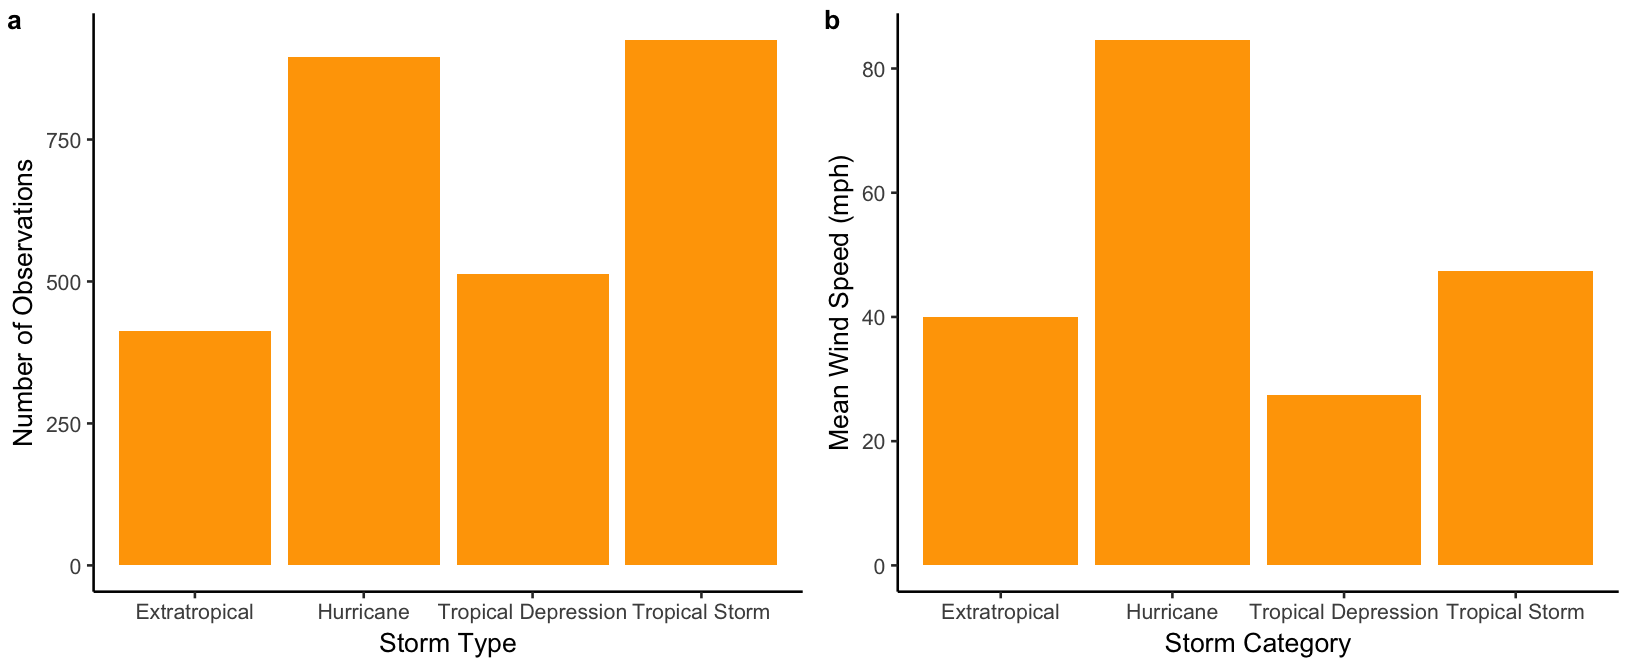 a
Number of Observations
750
500
250
0
Extratropical Hurricane Tropical Depression Tropical Storm
Storm Type
b
Mean Wind Speed (mph)
80
60
40
20
0
Extratropical Hurricane Tropical Depression Tropical Storm
Storm Category